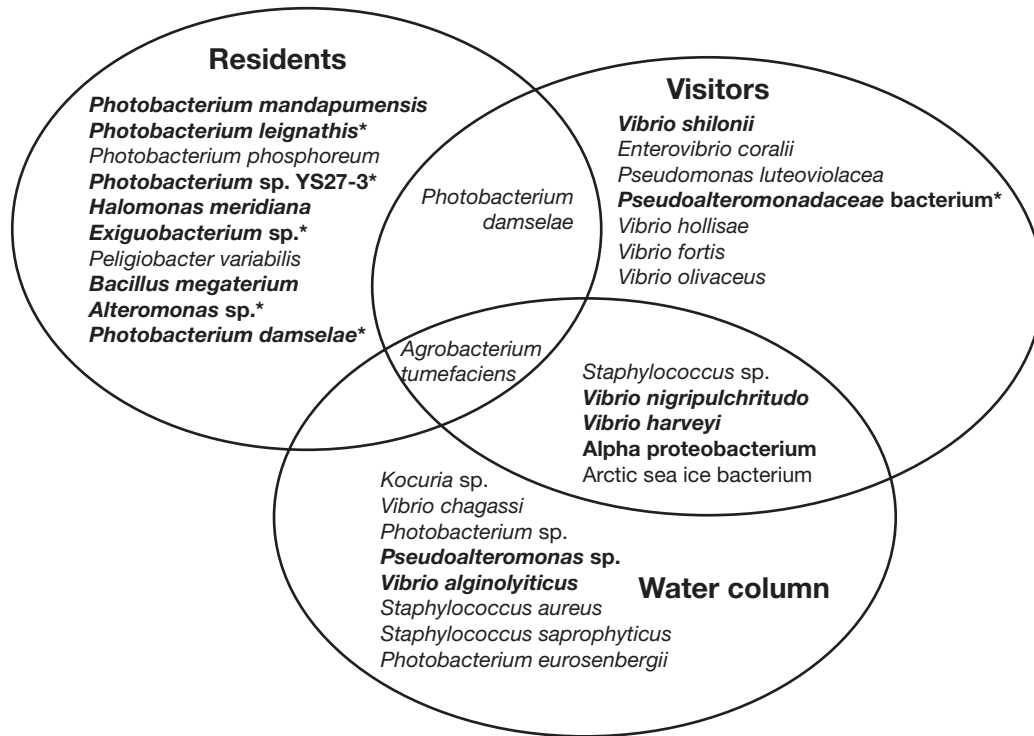 Residents
Photobacterium mandapumensis
Photobacterium leignathis*
Photobacterium phosphoreum
Photobacterium sp. YS27-3*
Halomonas meridiana
Exiguobacterium sp.*
Peligiobacter variabilis
Bacillus megaterium
Alteromonas sp.*
Photobacterium damselae*
Photobacterium
damselae
Visitors
Vibrio shilonii
Enterovibrio coralii
Pseudomonas luteoviolacea
Pseudoalteromonadaceae bacterium*
Vibrio hollisae
Vibrio fortis
Vibrio olivaceus
Agrobacterium
tumefaciens
Staphylococcus sp.
Vibrio nigripulchritudo
Vibrio harveyi
Alpha proteobacterium
Arctic sea ice bacterium
Kocuria sp.
Vibrio chagassi
Photobacterium sp.
Pseudoalteromonas sp.
Vibrio alginolyiticus
Staphylococcus aureus
Staphylococcus saprophyticus
Photobacterium eurosenbergii
Water column